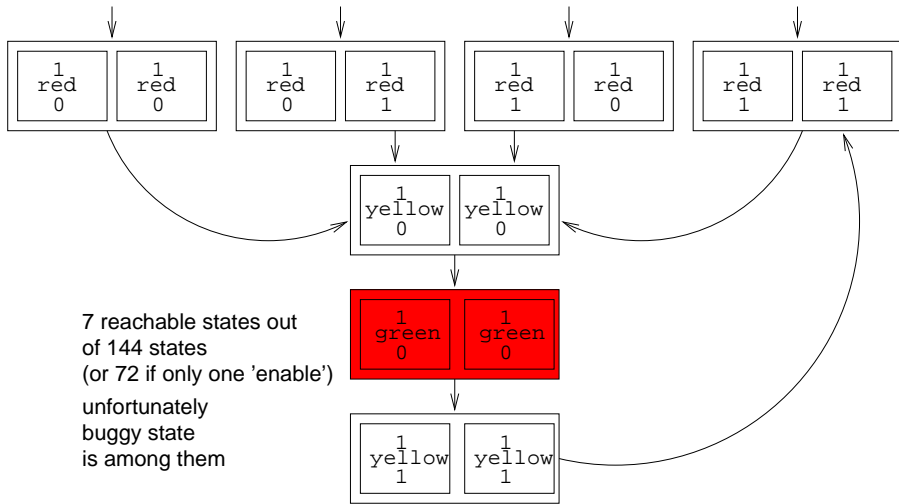 1 1 1 1 1 1 1 1
red red red red red red red red
0 0 0 1 1 0 1 1
1 1
yellow yellow
0 0
1 1
green green
0 0
7 reachable states out
of 144 states
(or 72 if only one 'enable')
unfortunately
buggy state
is among them
1 1
yellow yellow
1 1